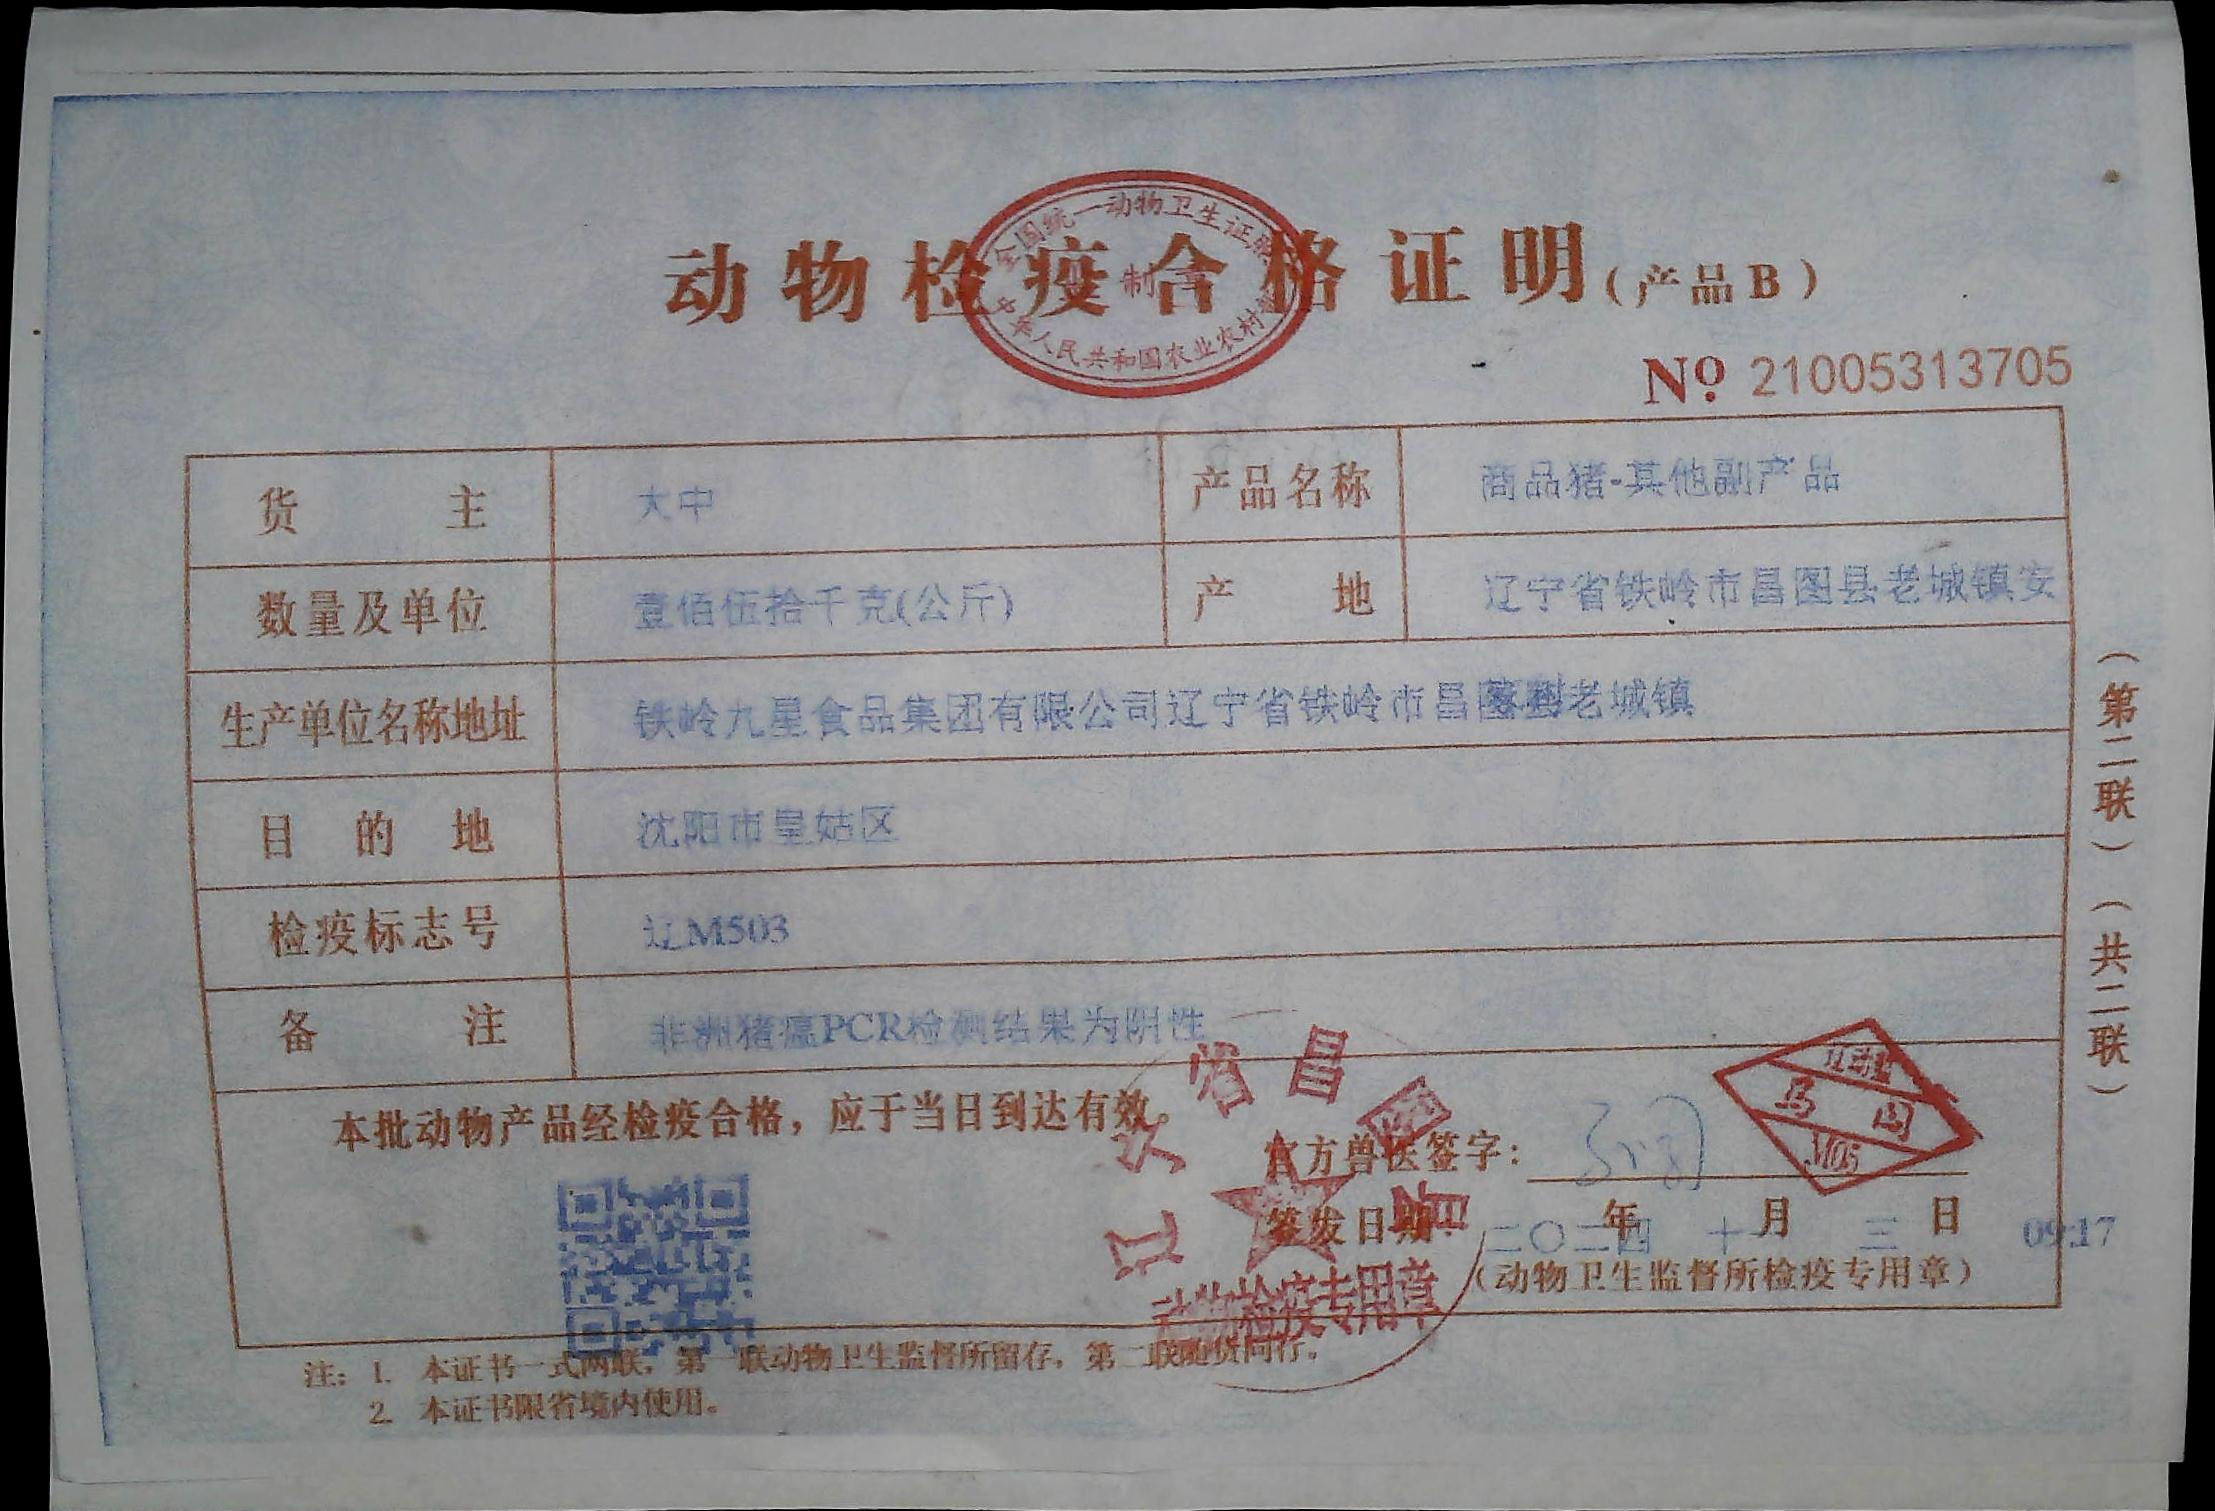 全国统一动物卫生证
制
中华人民共和国农业农村部
动物检疫合格证明(产品B)
№ 21005313705
货主 大中 产品名称 商品猪-其他副产品
数量及单位 壹佰伍拾千克(公斤) 产地 辽宁省铁岭市昌图县老城镇安
生产单位名称地址 铁岭九星食品集团有限公司辽宁省铁岭市昌图县老城镇
目的地 沈阳市皇姑区
检疫标志号 辽M503
备注 非洲猪瘟PCR检测结果为阴性
本批动物产品经检疫合格，应于当日到达有效。
官方兽医签字：
辽动监
马闯
M05
签发日期： 二〇二四年 十月 三日 09:17
(动物卫生监督所检疫专用章)
辽宁省昌图县
动物检疫专用章
注：1. 本证书一式两联，第一联动物卫生监督所留存，第二联随货同行。
2. 本证书限省境内使用。
(第二联)(共二联)